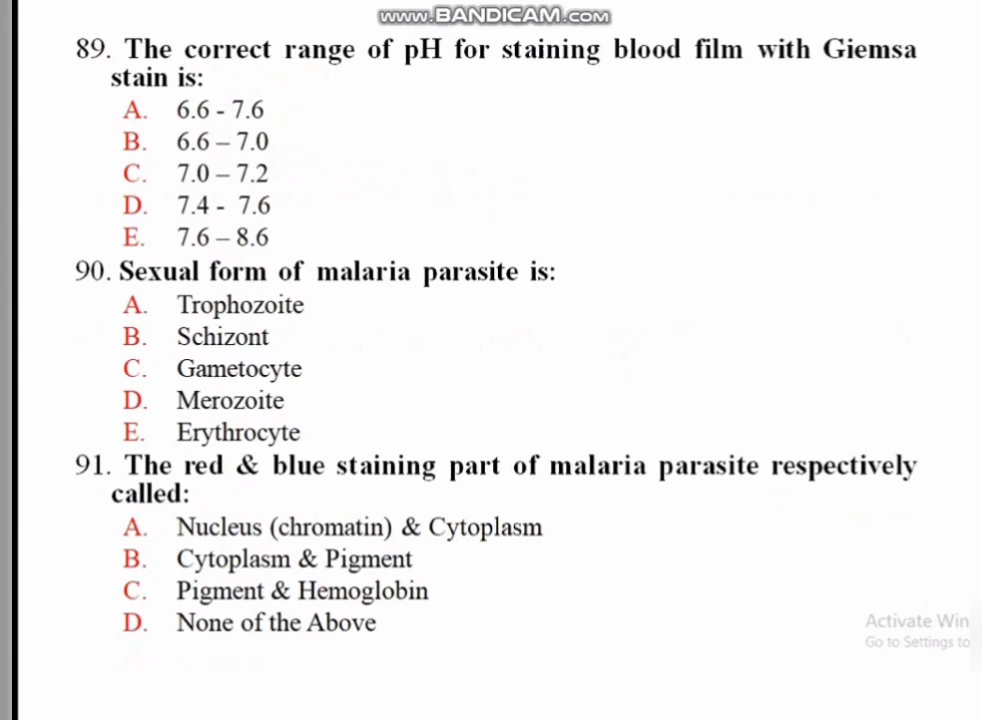 www.BANDICAM.com
89. The correct range of pH for staining blood film with Giemsa
stain is:
A. 6.6 - 7.6
B. 6.6 – 7.0
C. 7.0 – 7.2
D. 7.4 - 7.6
E. 7.6 – 8.6
90. Sexual form of malaria parasite is:
A. Trophozoite
B. Schizont
C. Gametocyte
D. Merozoite
E. Erythrocyte
91. The red & blue staining part of malaria parasite respectively
called:
A. Nucleus (chromatin) & Cytoplasm
B. Cytoplasm & Pigment
C. Pigment & Hemoglobin
D. None of the Above
Activate Win
Go to Settings to